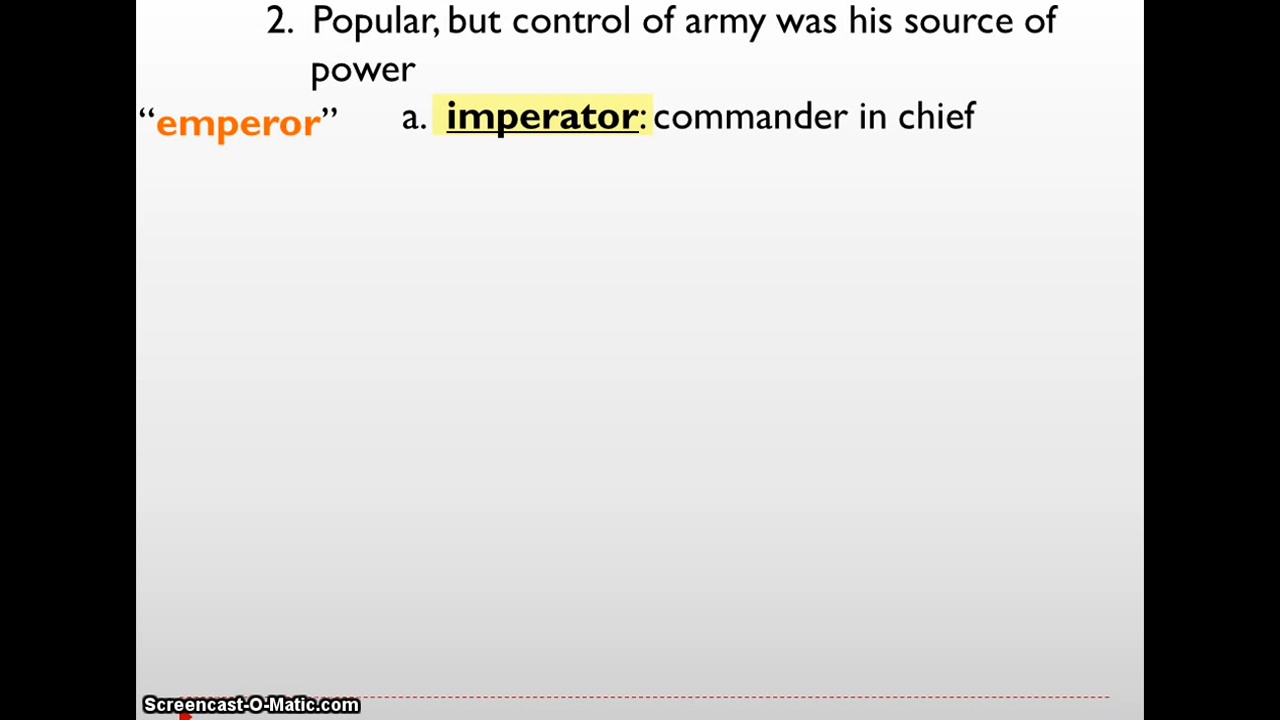 2. Popular, but control of army was his source of
power
“emperor” a. imperator: commander in chief
Screencast-O-Matic.com